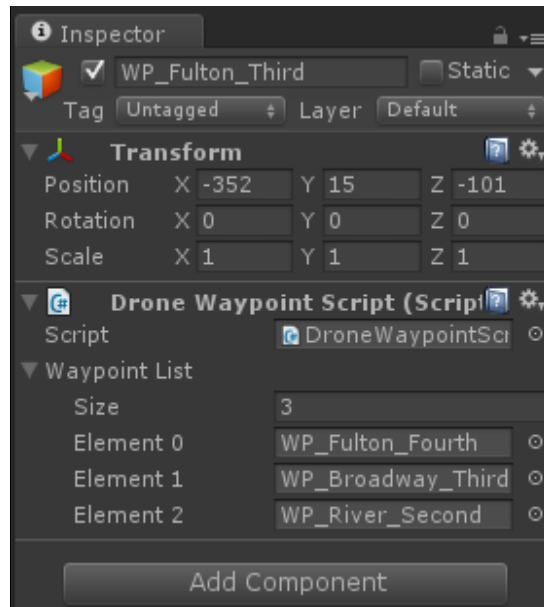 Inspector
WP_Fulton_Third Static
Tag Untagged Layer Default
Transform
Position X -352 Y 15 Z -101
Rotation X 0 Y 0 Z 0
Scale X 1 Y 1 Z 1
Drone Waypoint Script (Script
Script DroneWaypointScr
Waypoint List
Size 3
Element 0 WP_Fulton_Fourth
Element 1 WP_Broadway_Third
Element 2 WP_River_Second
Add Component